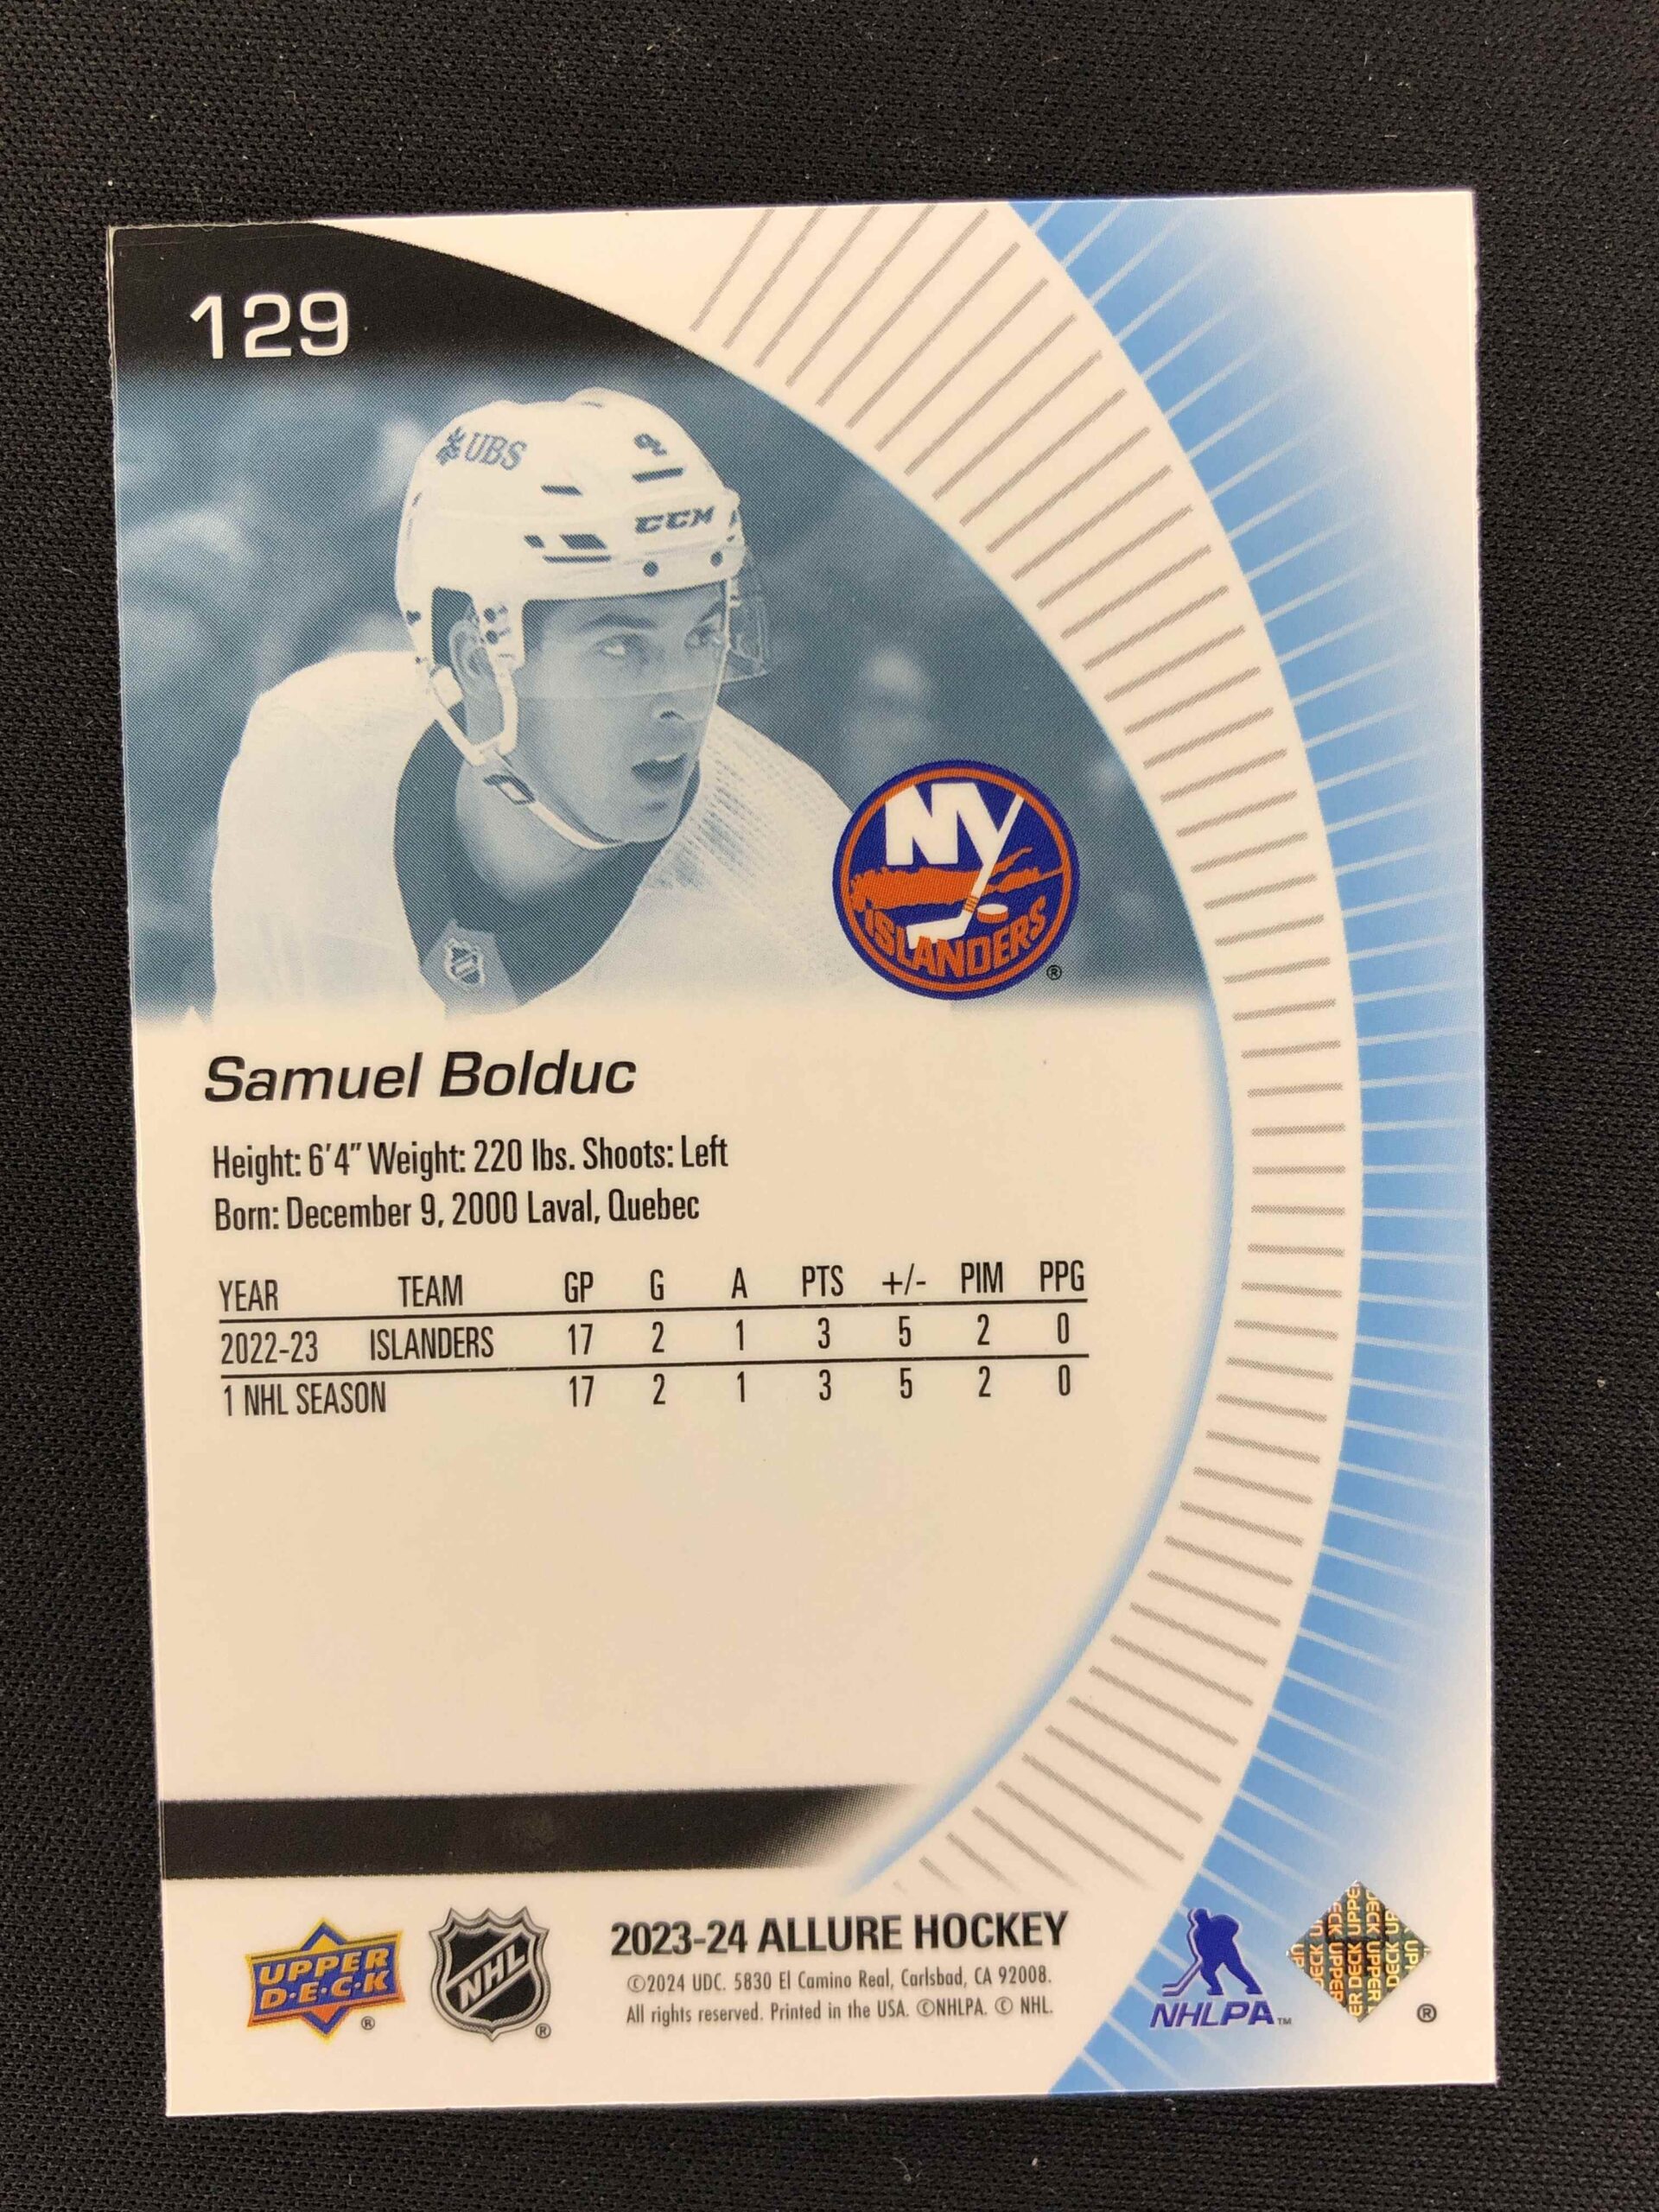 129
UBS
CCM
NY
ISLANDERS
®
Samuel Bolduc
Height: 6'4" Weight: 220 lbs. Shoots: Left
Born: December 9, 2000 Laval, Quebec
YEAR TEAM GP G A PTS +/- PIM PPG
2022-23 ISLANDERS 17 2 1 3 5 2 0
1 NHL SEASON 17 2 1 3 5 2 0
UPPER
D·E·C·K
®
NHL
®
2023-24 ALLURE HOCKEY
©2024 UDC. 5830 El Camino Real, Carlsbad, CA 92008.
All rights reserved. Printed in the USA. ©NHLPA. © NHL.
NHLPA™
UPPER DECK
®